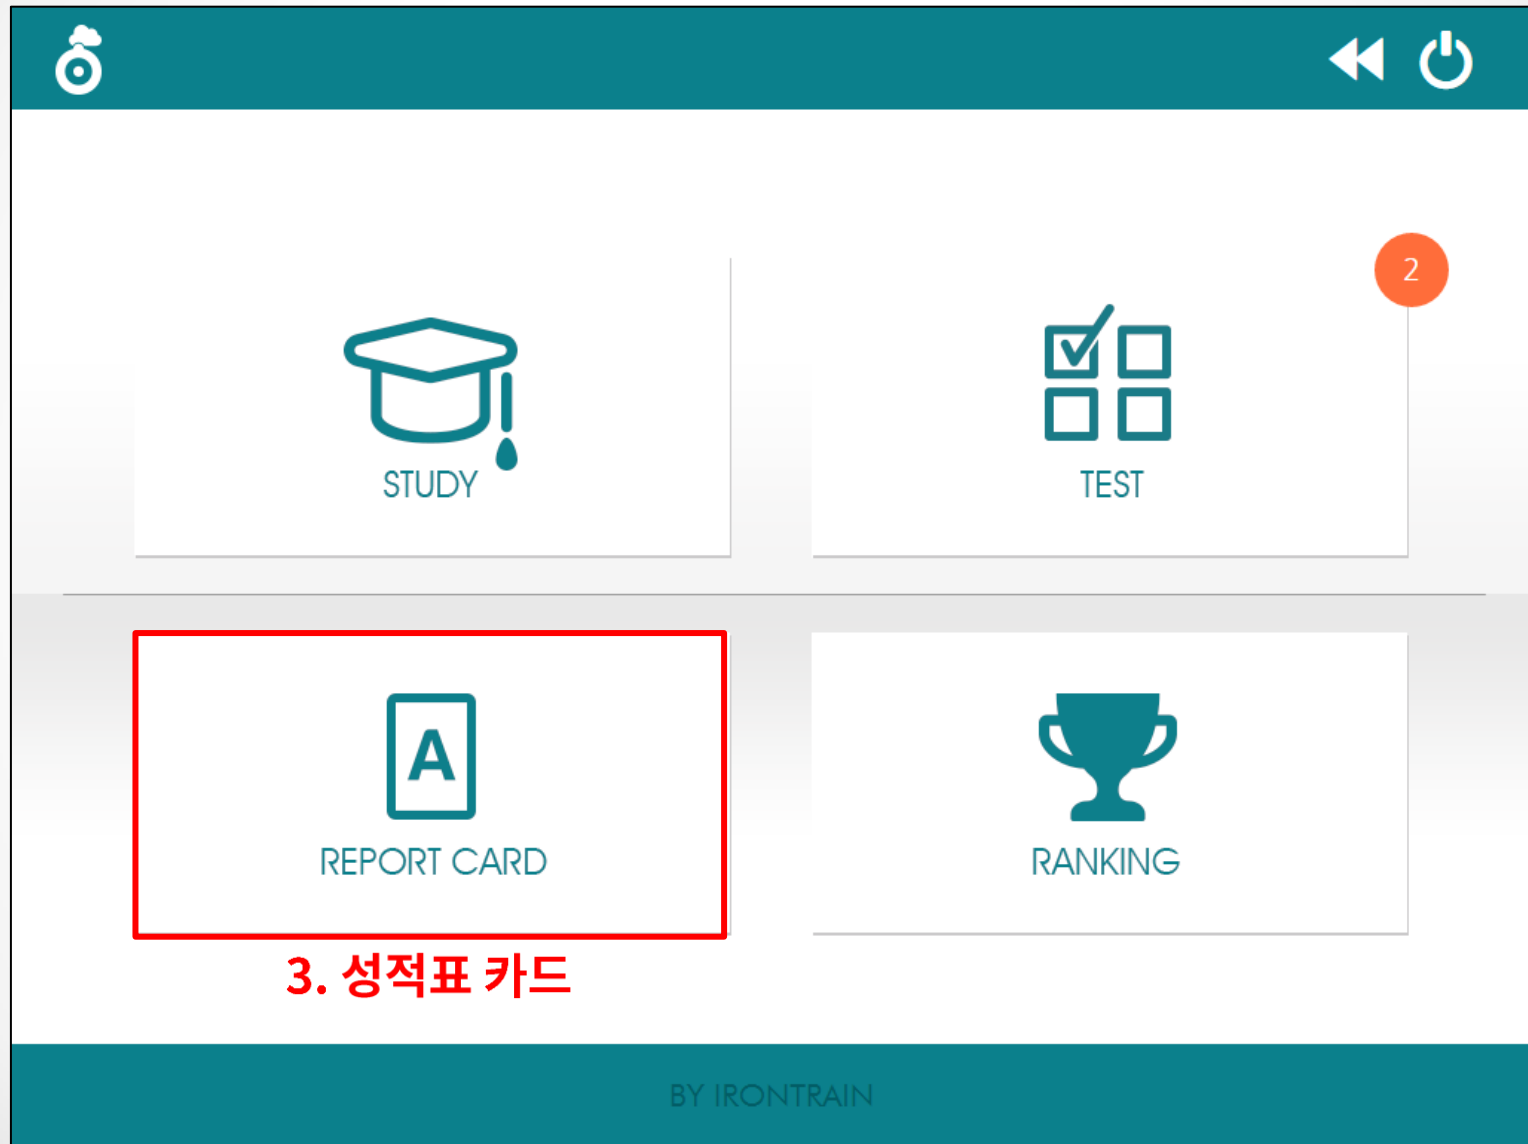 2
STUDY
TEST
A
REPORT CARD
RANKING
3. 성적표 카드
BY IRONTRAIN